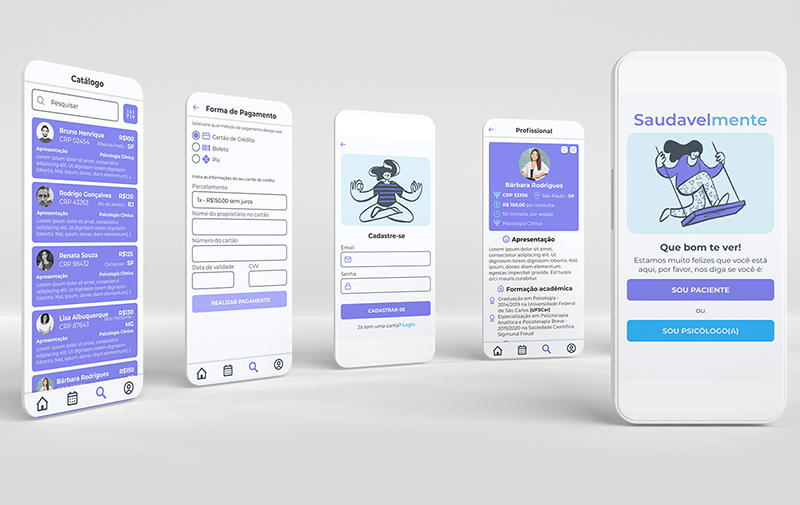 Catálogo
Pesquisar
Bruno Henrique R$100
CRP 02454 Ribeirão Preto - SP
Apresentação Psicologia Clínica
Lorem ipsum dolor sit amet, consectetur
adipiscing elit. Ut dignissim lorem dignissim
lobortis. Nisl, ipsum, donec diam elementum[..]
Rodrigo Gonçalves R$120
CRP 43263 Rio de Janeiro RJ
Apresentação Psicologia Clínica
Lorem ipsum dolor sit amet, consectetur
adipiscing elit. Ut dignissim lorem dignissim
lobortis. Nisl, ipsum, donec diam elementum[..]
Renata Souza R$125
CRP 98432 Campinas - SP
Apresentação Psicologia Clínica
Lorem ipsum dolor sit amet, consectetur
adipiscing elit. Ut dignissim lorem dignissim
lobortis. Nisl, ipsum, donec diam elementum[..]
Lisa Albuquerque R$130
CRP 87643 MG
Apresentação Psicologia Clínica
Lorem ipsum dolor sit amet, consectetur
adipiscing elit. Ut dignissim lorem dignissim
lobortis. Nisl, ipsum, donec diam elementum[..]
Bárbara Rodrigues R$150
Forma de Pagamento
Selecione qual método de pagamento deseja usar
Cartão de Crédito
Boleto
Pix
Insira as informações do seu cartão de crédito
Parcelamento
1x - R$150,00 sem juros
Nome do proprietário no cartão
Número do cartão
Data de validade CVV
REALIZAR PAGAMENTO
Cadastre-se
Email
Senha
CADASTRAR-SE
Já tem uma conta? Login
Profissional
Bárbara Rodrigues
CRP 53356 São Paulo - SP
R$ 150,00 por consulta
50 minutos por sessão
Psicologia Clínica
Apresentação
Lorem ipsum dolor sit amet, consectetur
adipiscing elit. Ut dignissim lorem
dignissim lobortis. Nisl, ipsum, donec
diam elementum adipiscing. Lorem
egestas imperdiet gravida. Est turpis
orci mauris curabitur.
Formação acadêmica
Graduação em Psicologia -
2014/2019 na Universidade Federal
de São Carlos (UFSCar)
Especialização em Psicoterapia
Analítica e Psicoterapia Breve -
2019/2020 na Sociedade Científica
Sigmund Freud
Saudavelmente
Que bom te ver!
Estamos muito felizes que você está
aqui, por favor, nos diga se você é:
SOU PACIENTE
ou
SOU PSICÓLOGO(A)